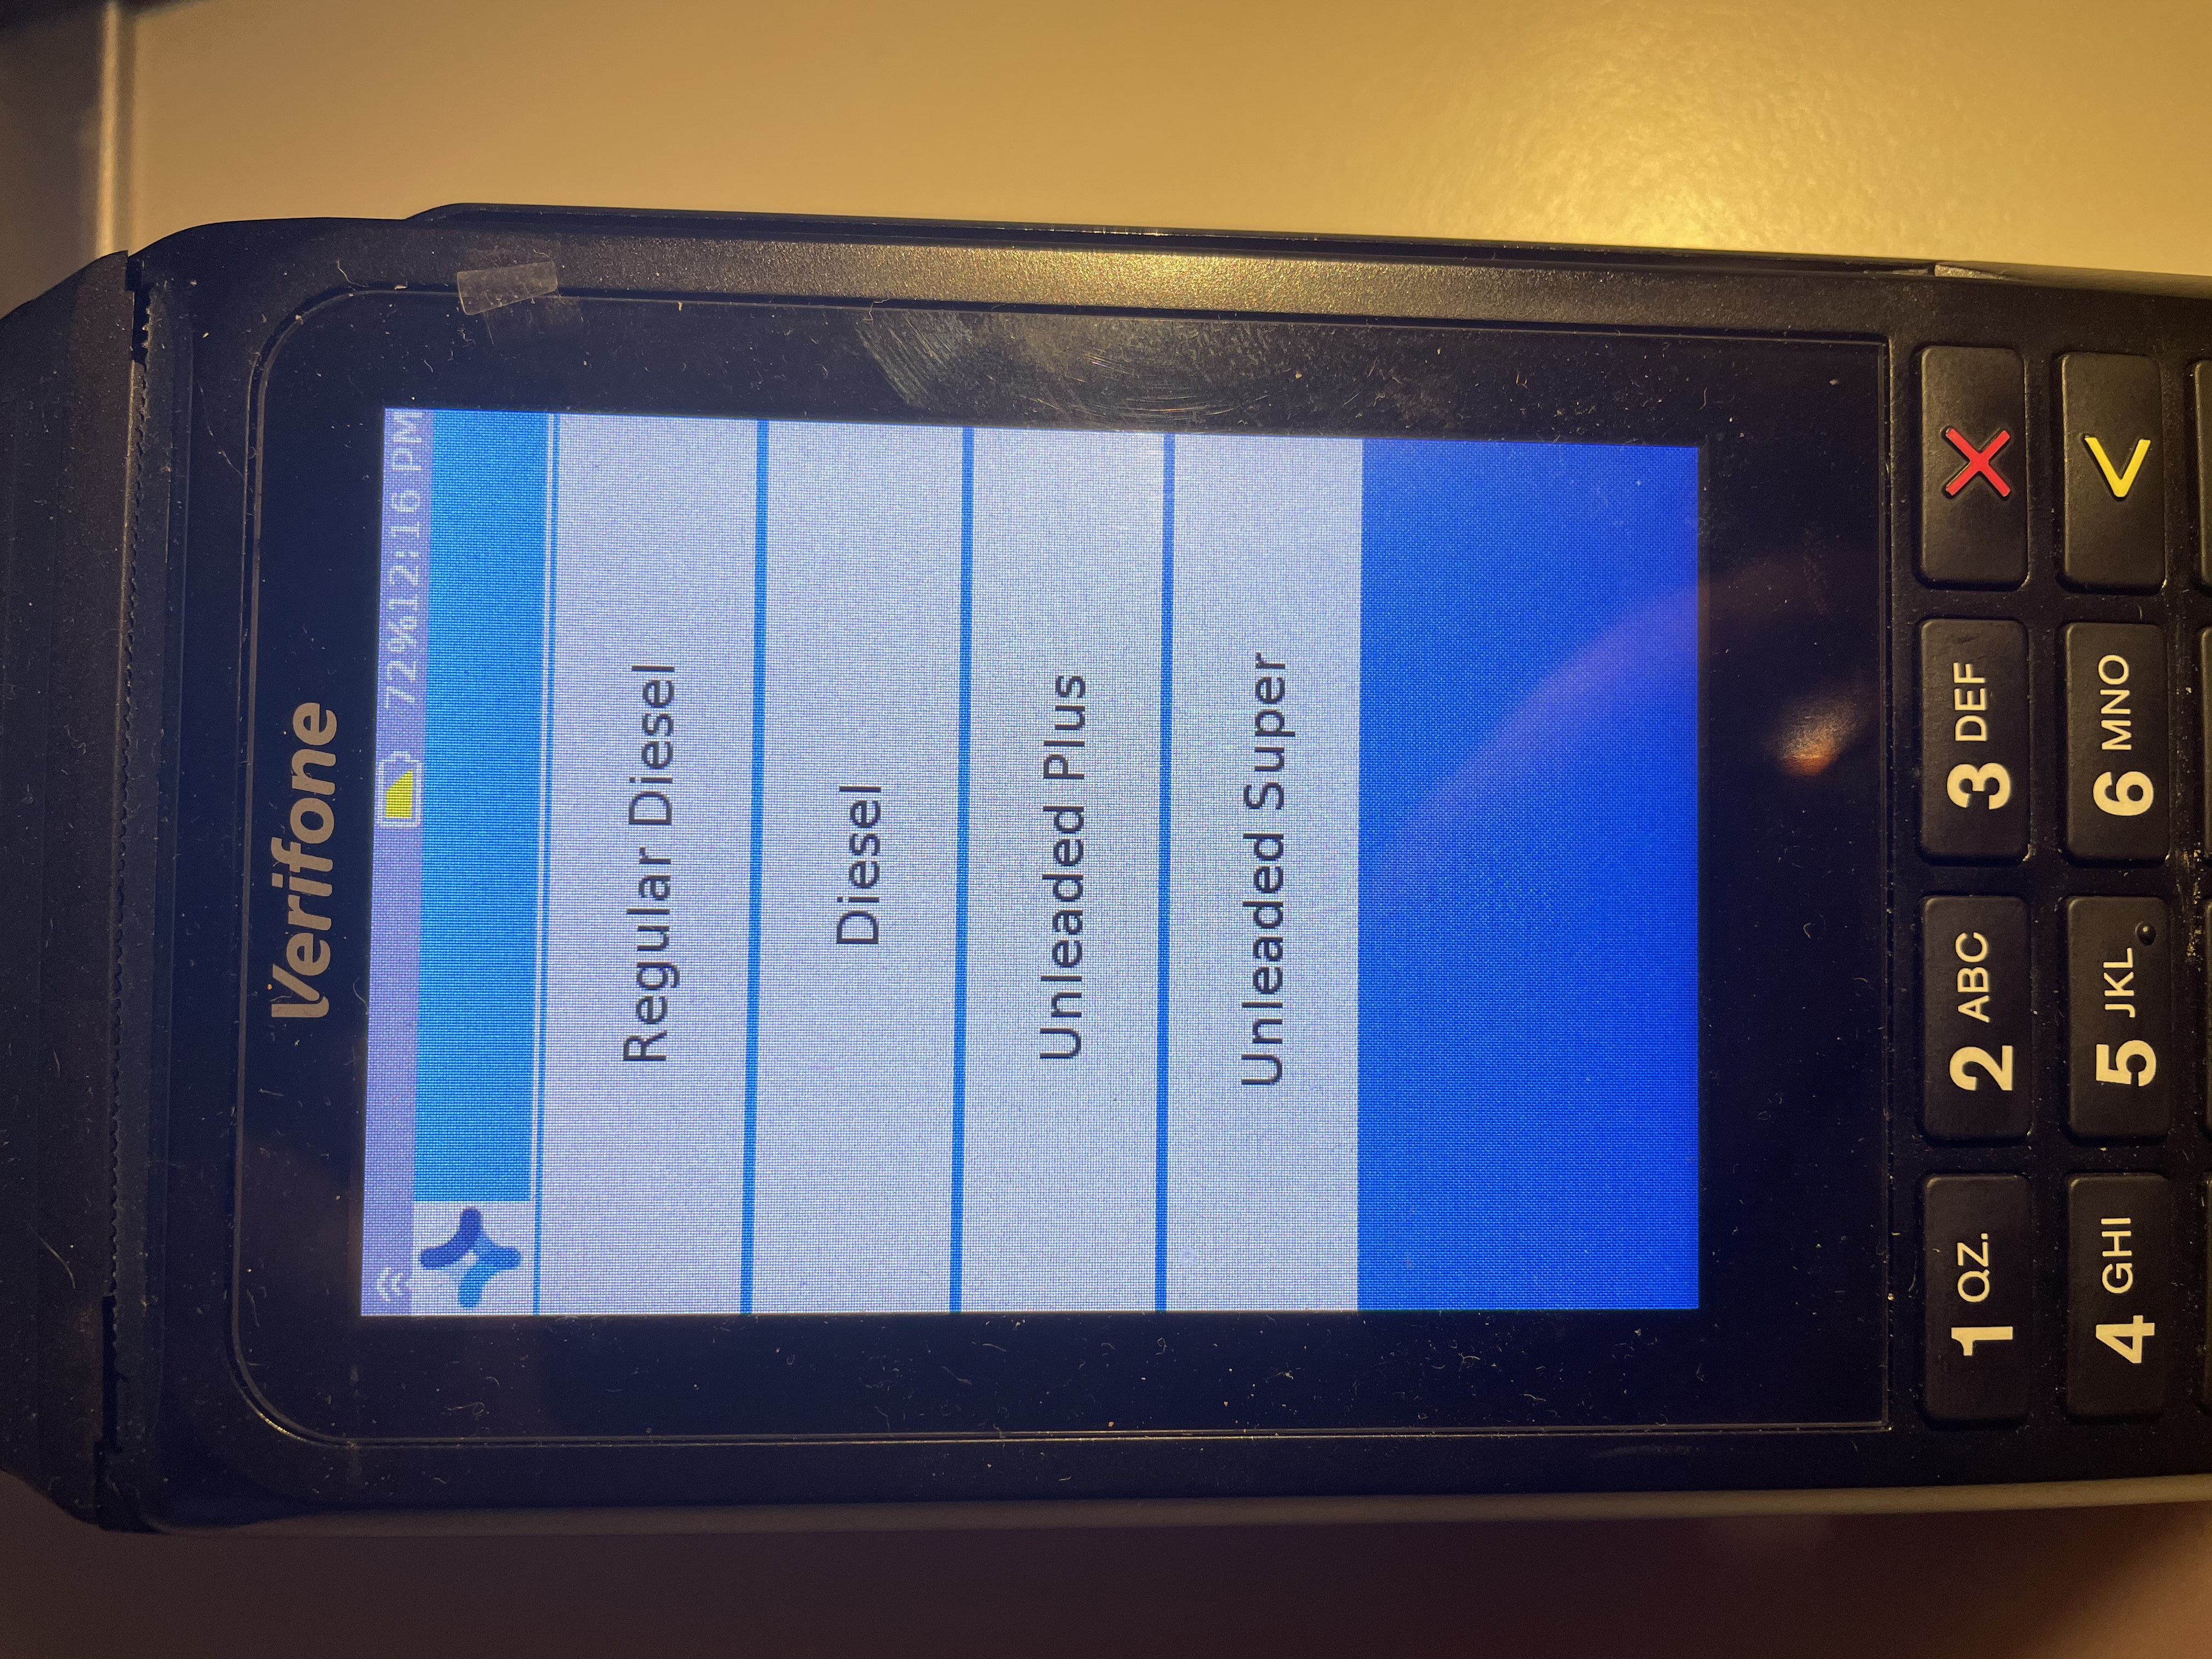 Verifone
72%12:16 PM
Regular Diesel
Diesel
Unleaded Plus
Unleaded Super
1 QZ. 2 ABC 3 DEF X
4 GHI 5 JKL 6 MNO <